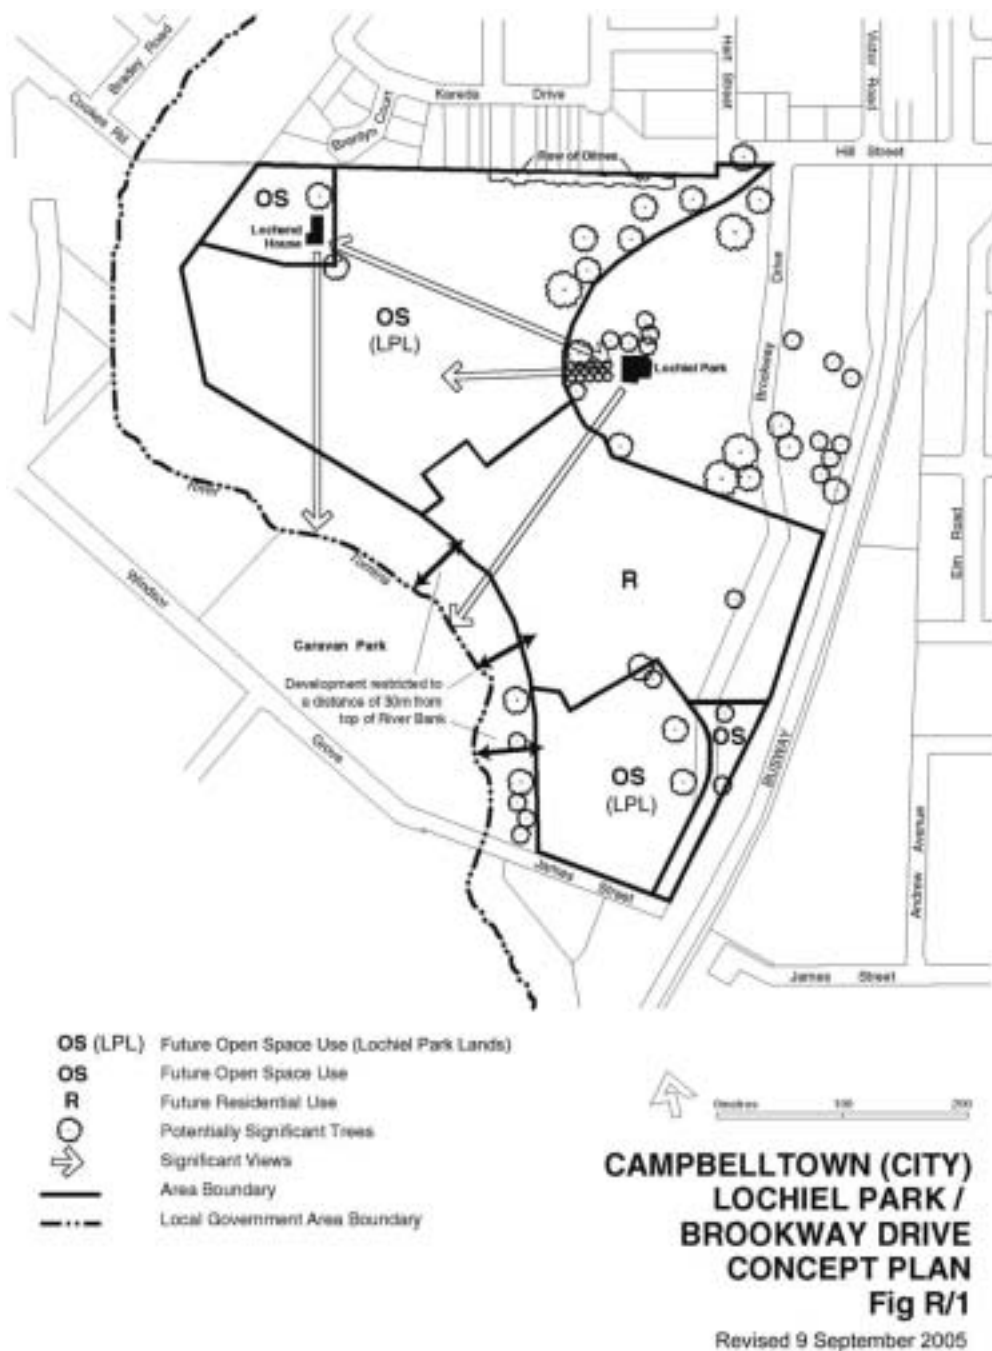 Bradey Road
Coolkee Rd
Brenlyn Court
Kareda Drive
Hart Street
Victor Road
Hill Street
Row of Olives
OS
Lochend
House
OS
(LPL)
Lochiel Park
Brookway Drive
River
Torrens
Windsor
Grove
Elm Road
R
Caravan Park
Development restricted to
a distance of 30m from
top of River Bank
OS
OS
(LPL)
BUSWAY
James Street
Andrew Avenue
James Street
OS (LPL) Future Open Space Use (Lochiel Park Lands)
OS Future Open Space Use
R Future Residential Use
Potentially Significant Trees
Significant Views
Area Boundary
Local Government Area Boundary
0metres 100 200
CAMPBELLTOWN (CITY)
LOCHIEL PARK /
BROOKWAY DRIVE
CONCEPT PLAN
Fig R/1
Revised 9 September 2005